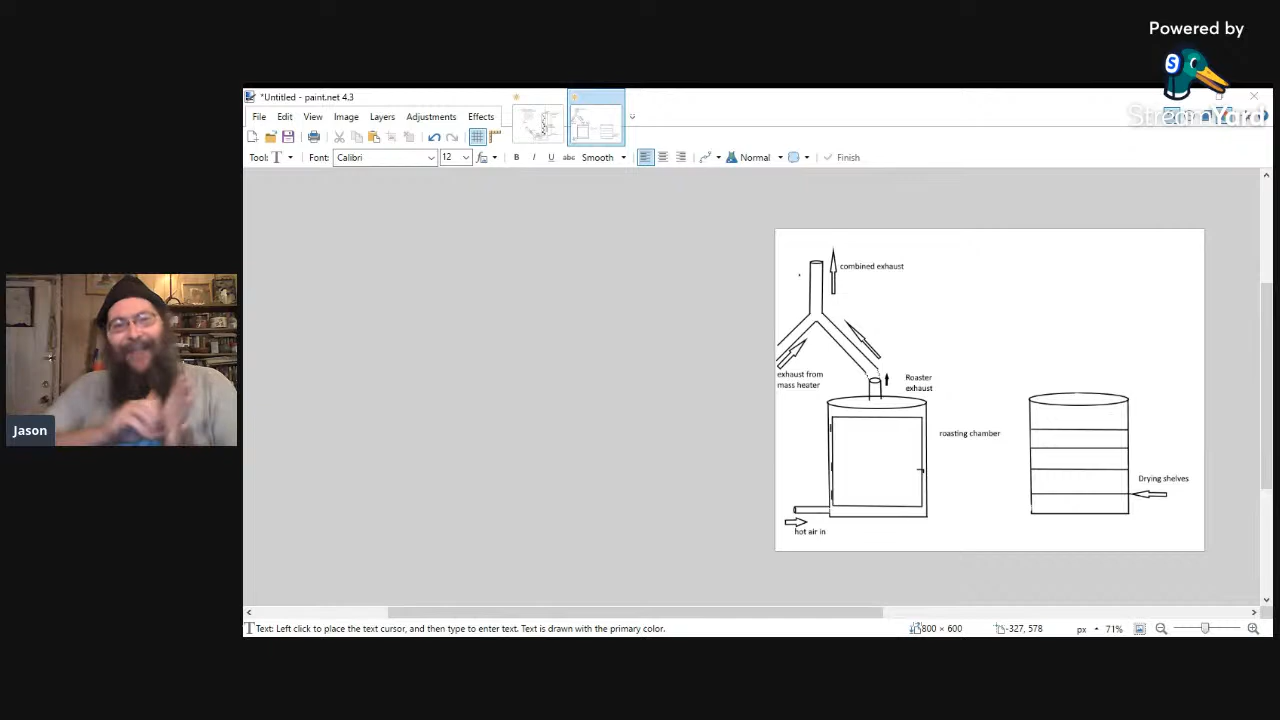 Powered by
StreamYard
*Untitled - paint.net 4.3
File Edit View Image Layers Adjustments Effects
Tool: T Font: Calibri 12 fx B I U abc Smooth Normal Finish
combined exhaust
exhaust from
mass heater
Roaster
exhaust
roasting chamber
Drying shelves
hot air in
Jason
Text: Left click to place the text cursor, and then type to enter text. Text is drawn with the primary color.
800 × 600
-327, 578
px
71%